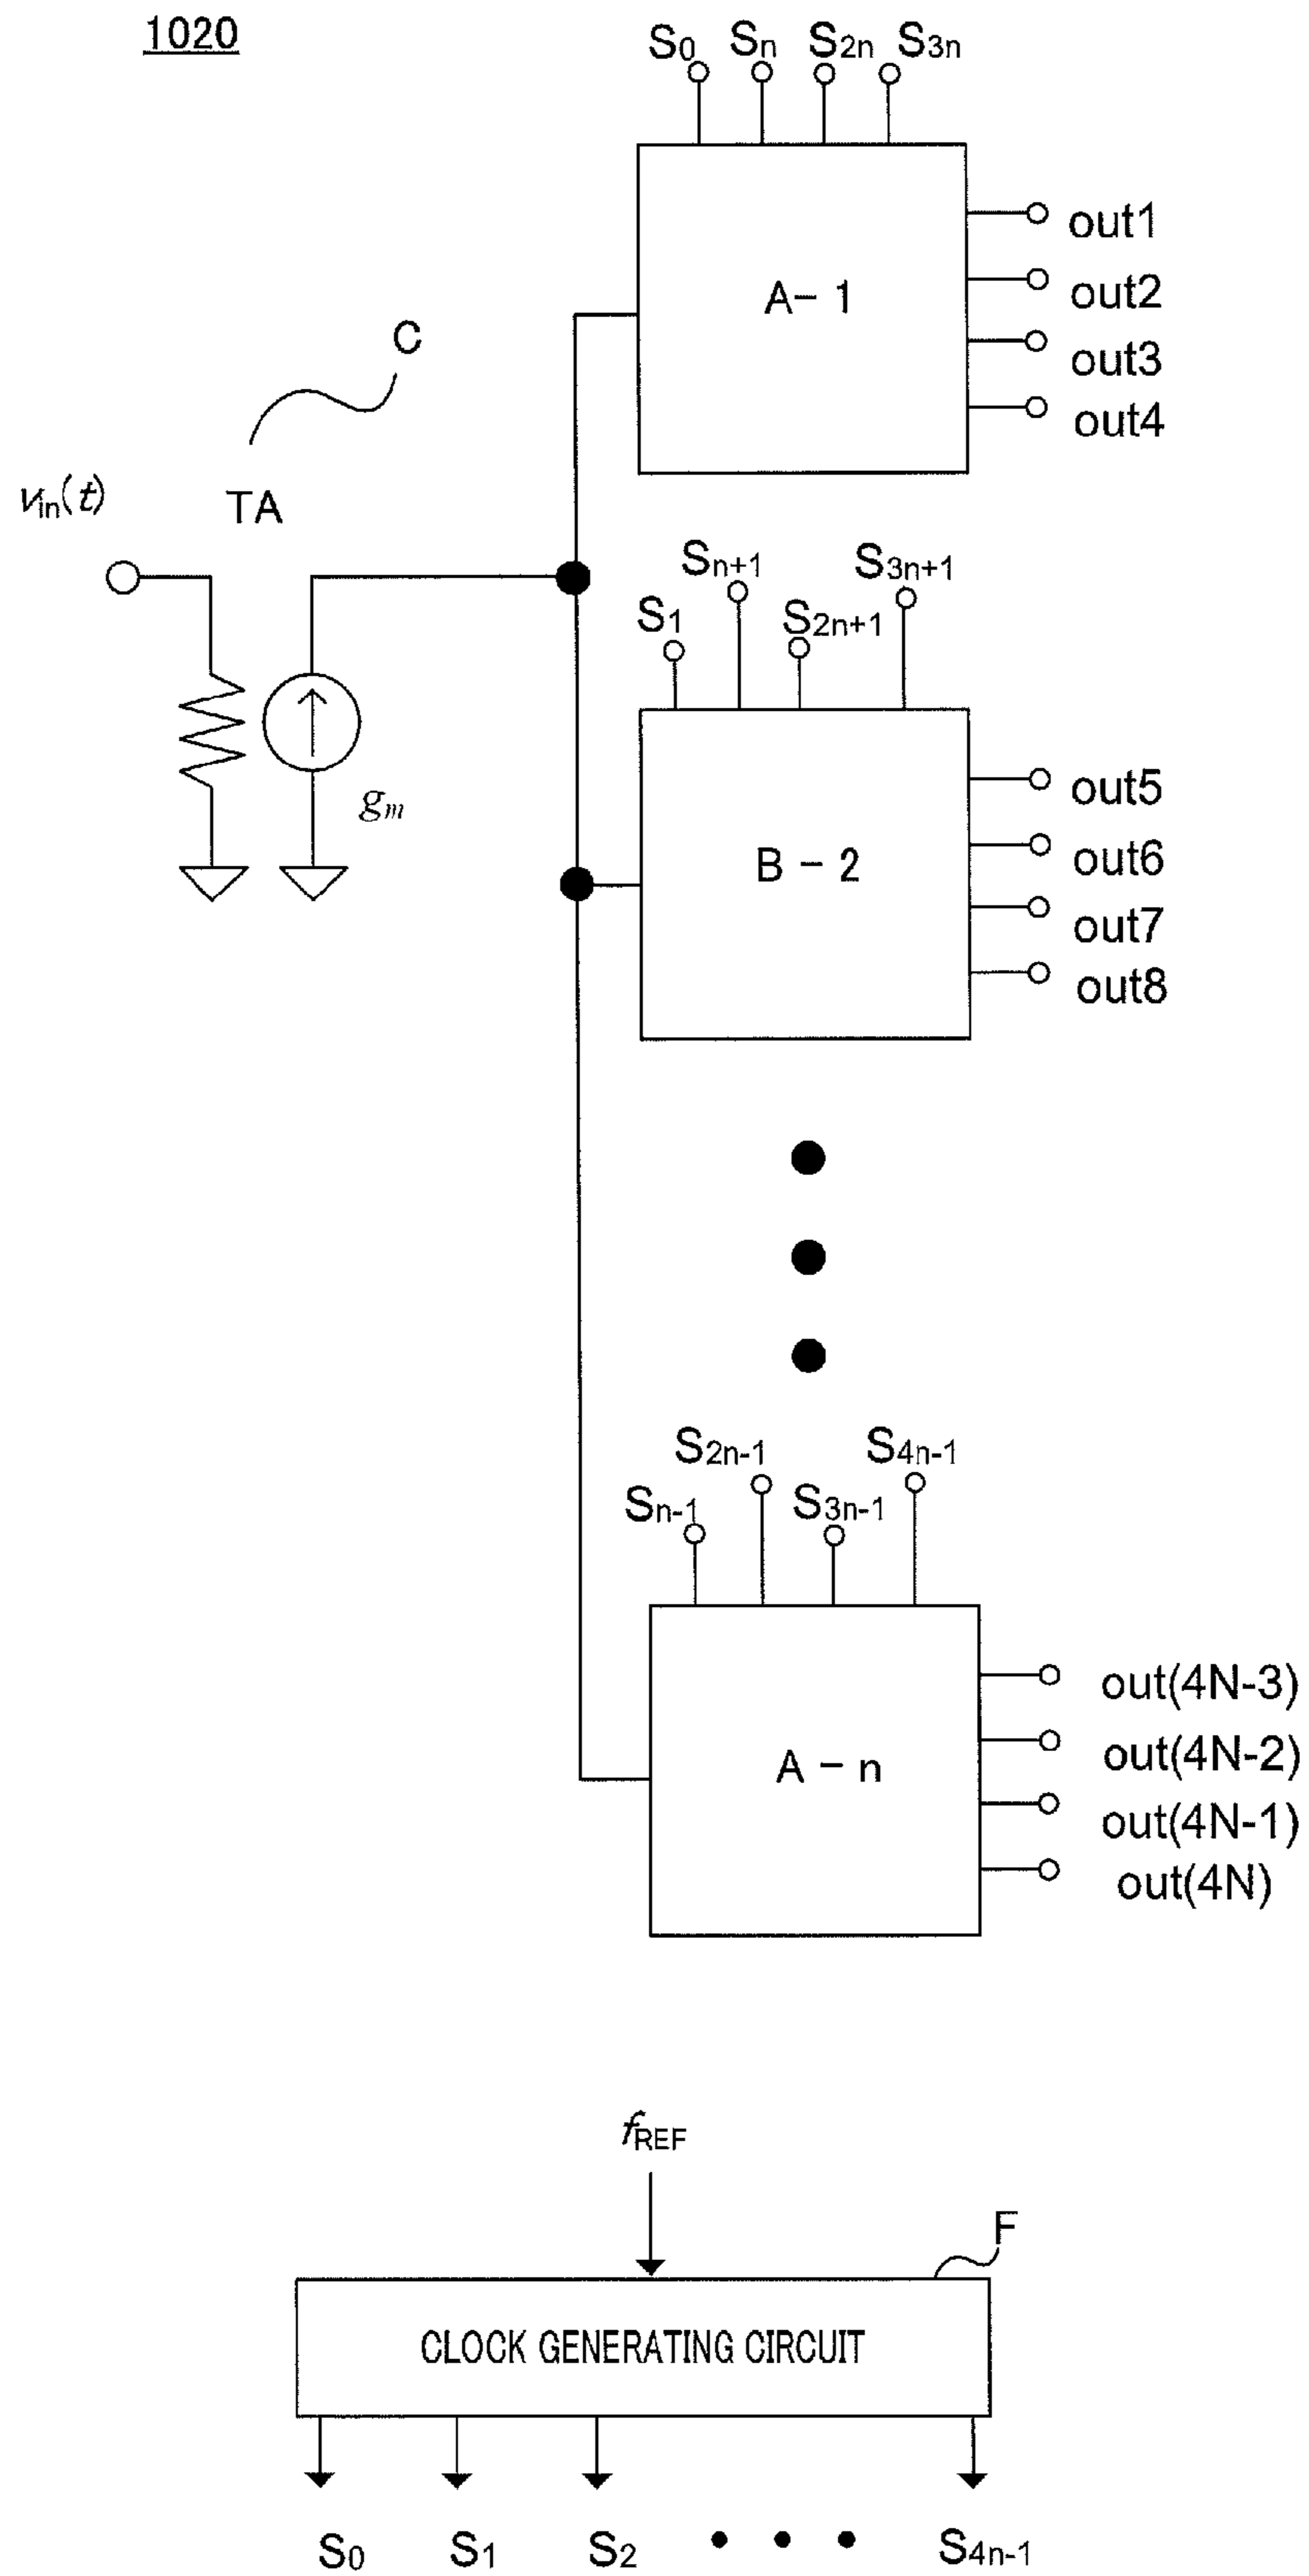 1020
S0 Sn S2n S3n
A-1
out1
out2
out3
out4
C
TA
vin(t)
gm
S1 Sn+1 S2n+1 S3n+1
B-2
out5
out6
out7
out8
Sn-1 S2n-1 S3n-1 S4n-1
A-n
out(4N-3)
out(4N-2)
out(4N-1)
out(4N)
fREF
F
CLOCK GENERATING CIRCUIT
S0 S1 S2 • • • S4n-1